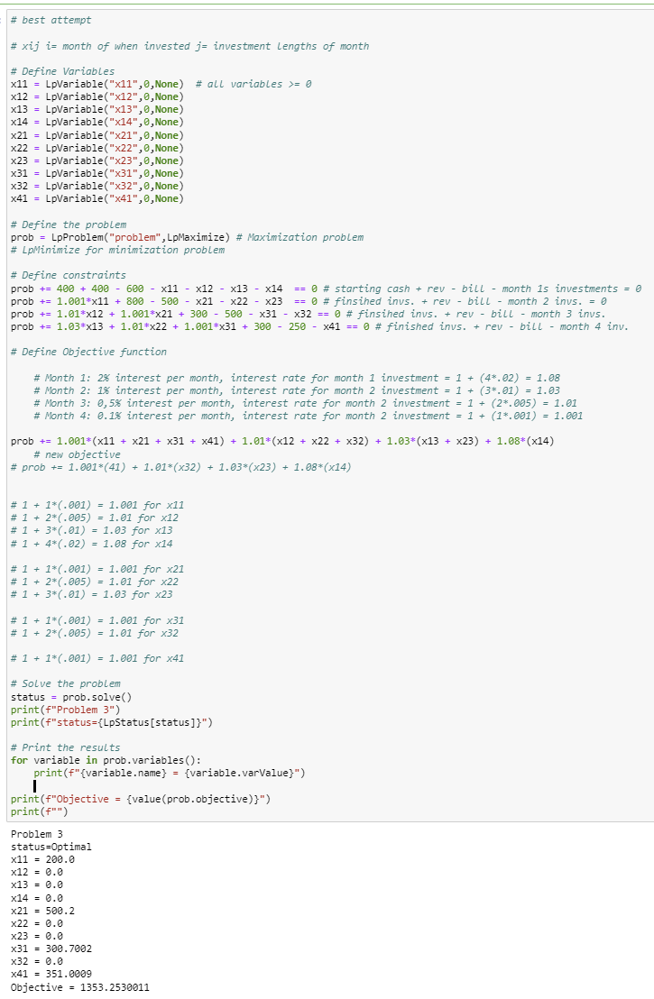 # best attempt
# xij i= month of when invested j= investment lengths of month
# Define Variables
x11 = LpVariable("x11",0,None)  # all variables >= 0
x12 = LpVariable("x12",0,None)
x13 = LpVariable("x13",0,None)
x14 = LpVariable("x14",0,None)
x21 = LpVariable("x21",0,None)
x22 = LpVariable("x22",0,None)
x23 = LpVariable("x23",0,None)
x31 = LpVariable("x31",0,None)
x32 = LpVariable("x32",0,None)
x41 = LpVariable("x41",0,None)
# Define the problem
prob = LpProblem("problem",LpMaximize) # Maximization problem
# LpMinimize for minimization problem
# Define constraints
prob += 400 + 400 - 600 - x11 - x12 - x13 - x14  == 0 # starting cash + rev - bill - month 1s investments = 0
prob += 1.001*x11 + 800 - 500 - x21 - x22 - x23  == 0 # finsihed invs. + rev - bill - month 2 invs. = 0
prob += 1.01*x12 + 1.001*x21 + 300 - 500 - x31 - x32 == 0 # finsihed invs. + rev - bill - month 3 invs.
prob += 1.03*x13 + 1.01*x22 + 1.001*x31 + 300 - 250 - x41 == 0 # finished invs. + rev - bill - month 4 inv.
# Define Objective function
# Month 1: 2% interest per month, interest rate for month 1 investment = 1 + (4*.02) = 1.08
# Month 2: 1% interest per month, interest rate for month 2 investment = 1 + (3*.01) = 1.03
# Month 3: 0,5% interest per month, interest rate for month 2 investment = 1 + (2*.005) = 1.01
# Month 4: 0.1% interest per month, interest rate for month 2 investment = 1 + (1*.001) = 1.001
prob += 1.001*(x11 + x21 + x31 + x41) + 1.01*(x12 + x22 + x32) + 1.03*(x13 + x23) + 1.08*(x14)
# new objective
# prob += 1.001*(41) + 1.01*(x32) + 1.03*(x23) + 1.08*(x14)
# 1 + 1*(.001) = 1.001 for x11
# 1 + 2*(.005) = 1.01 for x12
# 1 + 3*(.01) = 1.03 for x13
# 1 + 4*(.02) = 1.08 for x14
# 1 + 1*(.001) = 1.001 for x21
# 1 + 2*(.005) = 1.01 for x22
# 1 + 3*(.01) = 1.03 for x23
# 1 + 1*(.001) = 1.001 for x31
# 1 + 2*(.005) = 1.01 for x32
# 1 + 1*(.001) = 1.001 for x41
# Solve the problem
status = prob.solve()
print(f"Problem 3")
print(f"status={LpStatus[status]}")
# Print the results
for variable in prob.variables():
print(f"{variable.name} = {variable.varValue}")
print(f"Objective = {value(prob.objective)}")
print(f"")
Problem 3
status=Optimal
x11 = 200.0
x12 = 0.0
x13 = 0.0
x14 = 0.0
x21 = 500.2
x22 = 0.0
x23 = 0.0
x31 = 300.7002
x32 = 0.0
x41 = 351.0009
Objective = 1353.2530011